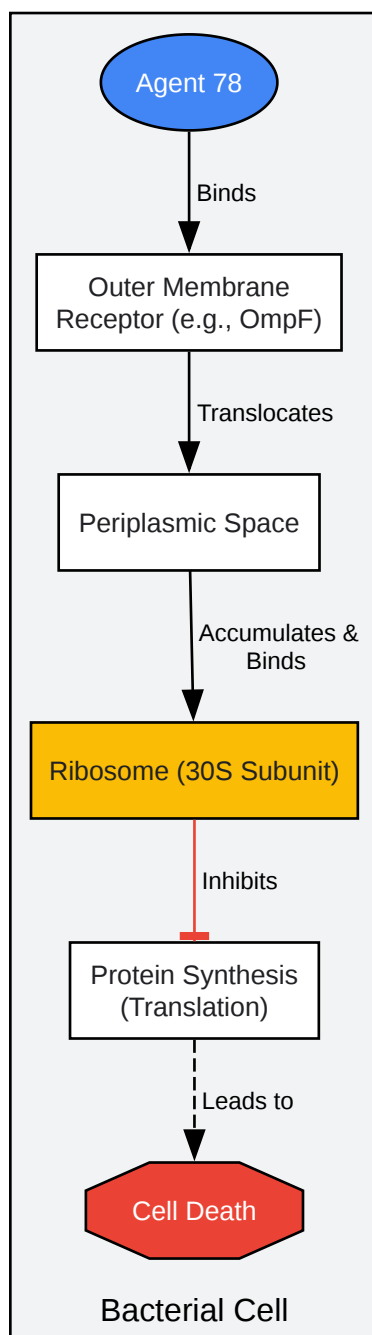 Agent 78
Binds
Outer Membrane
Receptor (e.g., OmpF)
Translocates
Periplasmic Space
Accumulates &
Binds
Ribosome (30S Subunit)
Inhibits
Protein Synthesis
(Translation)
Leads to
Cell Death
Bacterial Cell